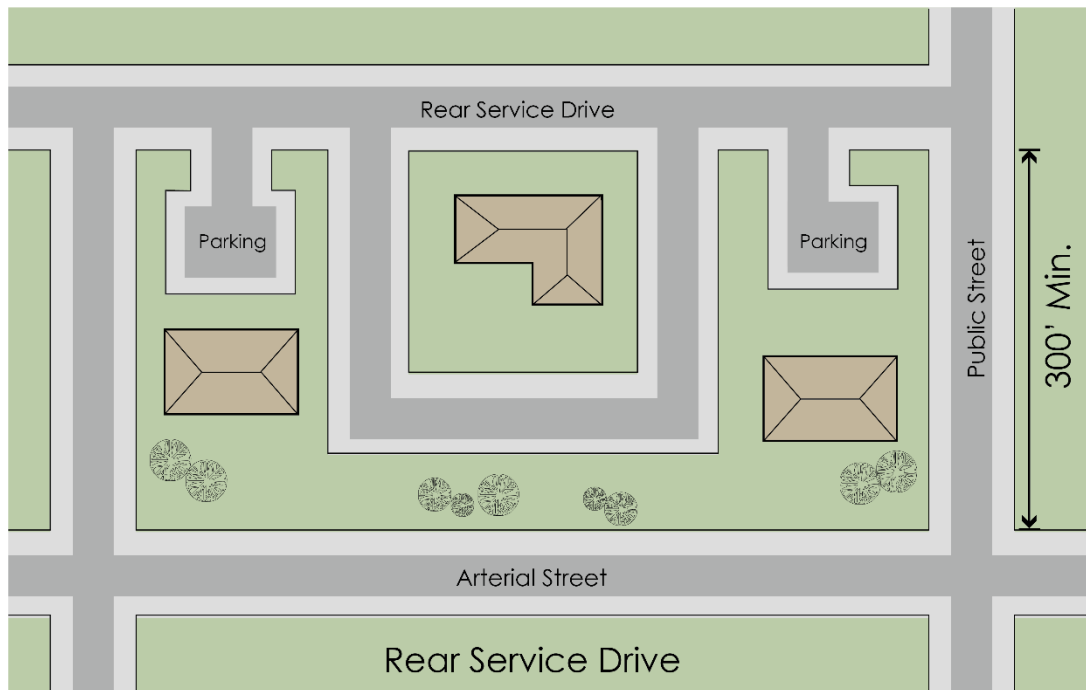 Rear Service Drive
Parking
Parking
Public Street
300' Min.
Arterial Street
Rear Service Drive